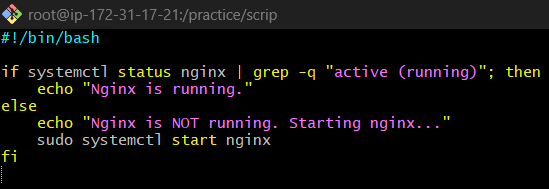 root@ip-172-31-17-21:/practice/scrip
#!/bin/bash
if systemctl status nginx | grep -q "active (running)"; then
    echo "Nginx is running."
else
    echo "Nginx is NOT running. Starting nginx..."
    sudo systemctl start nginx
fi